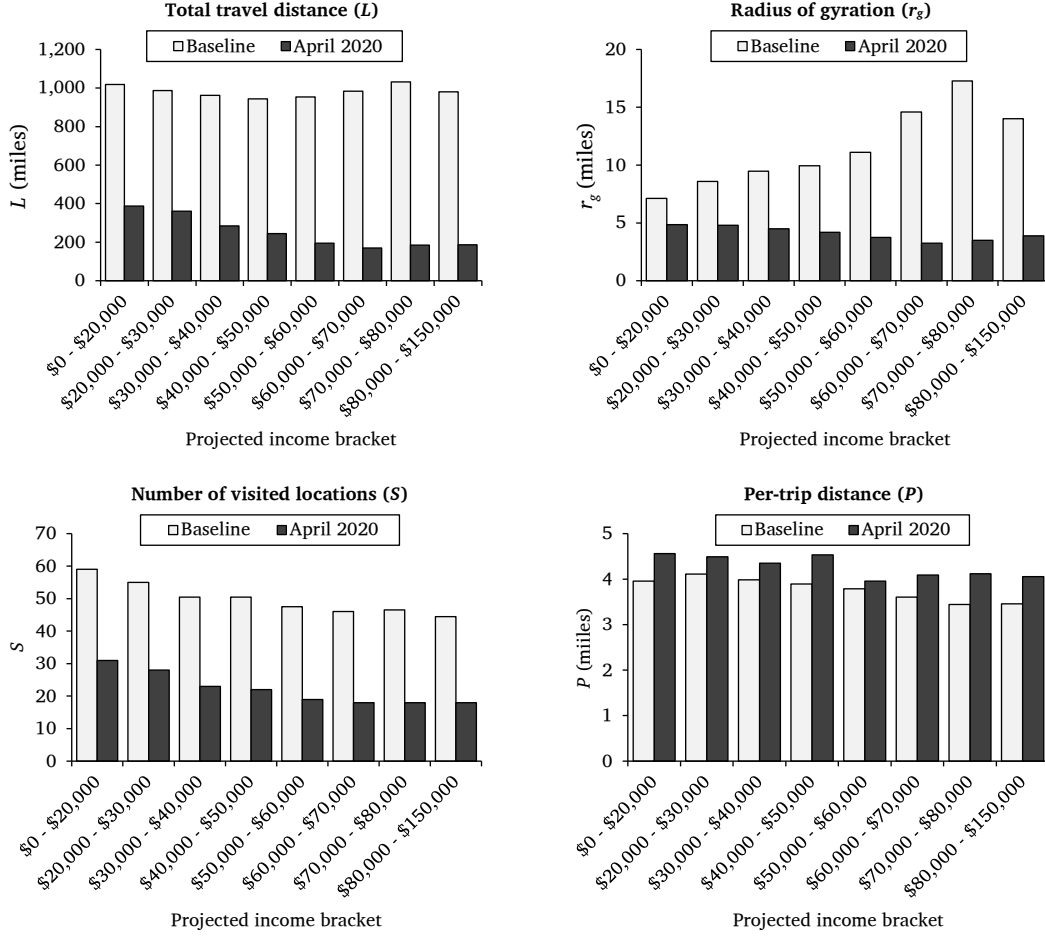 Total travel distance (L)
Baseline April 2020
1,200
1,000
800
600
400
200
0
L (miles)
$0 - $20,000
$20,000 - $30,000
$30,000 - $40,000
$40,000 - $50,000
$50,000 - $60,000
$60,000 - $70,000
$70,000 - $80,000
$80,000 - $150,000
Projected income bracket
Radius of gyration (rg)
Baseline April 2020
20
15
10
5
0
rg (miles)
$0 - $20,000
$20,000 - $30,000
$30,000 - $40,000
$40,000 - $50,000
$50,000 - $60,000
$60,000 - $70,000
$70,000 - $80,000
$80,000 - $150,000
Projected income bracket
Number of visited locations (S)
Baseline April 2020
70
60
50
40
30
20
10
0
S
$0 - $20,000
$20,000 - $30,000
$30,000 - $40,000
$40,000 - $50,000
$50,000 - $60,000
$60,000 - $70,000
$70,000 - $80,000
$80,000 - $150,000
Projected income bracket
Per-trip distance (P)
Baseline April 2020
5
4
3
2
1
0
P (miiles)
$0 - $20,000
$20,000 - $30,000
$30,000 - $40,000
$40,000 - $50,000
$50,000 - $60,000
$60,000 - $70,000
$70,000 - $80,000
$80,000 - $150,000
Projected income bracket